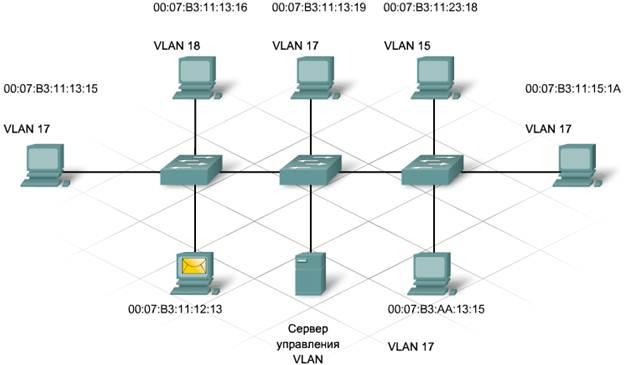 00:07:B3:11:13:16
00:07:B3:11:13:19
00:07:B3:11:23:18
VLAN 18
VLAN 17
VLAN 15
00:07:B3:11:13:15
00:07:B3:11:15:1A
VLAN 17
VLAN 17
00:07:B3:11:12:13
00:07:B3:AA:13:15
Сервер
управления
VLAN
VLAN 17